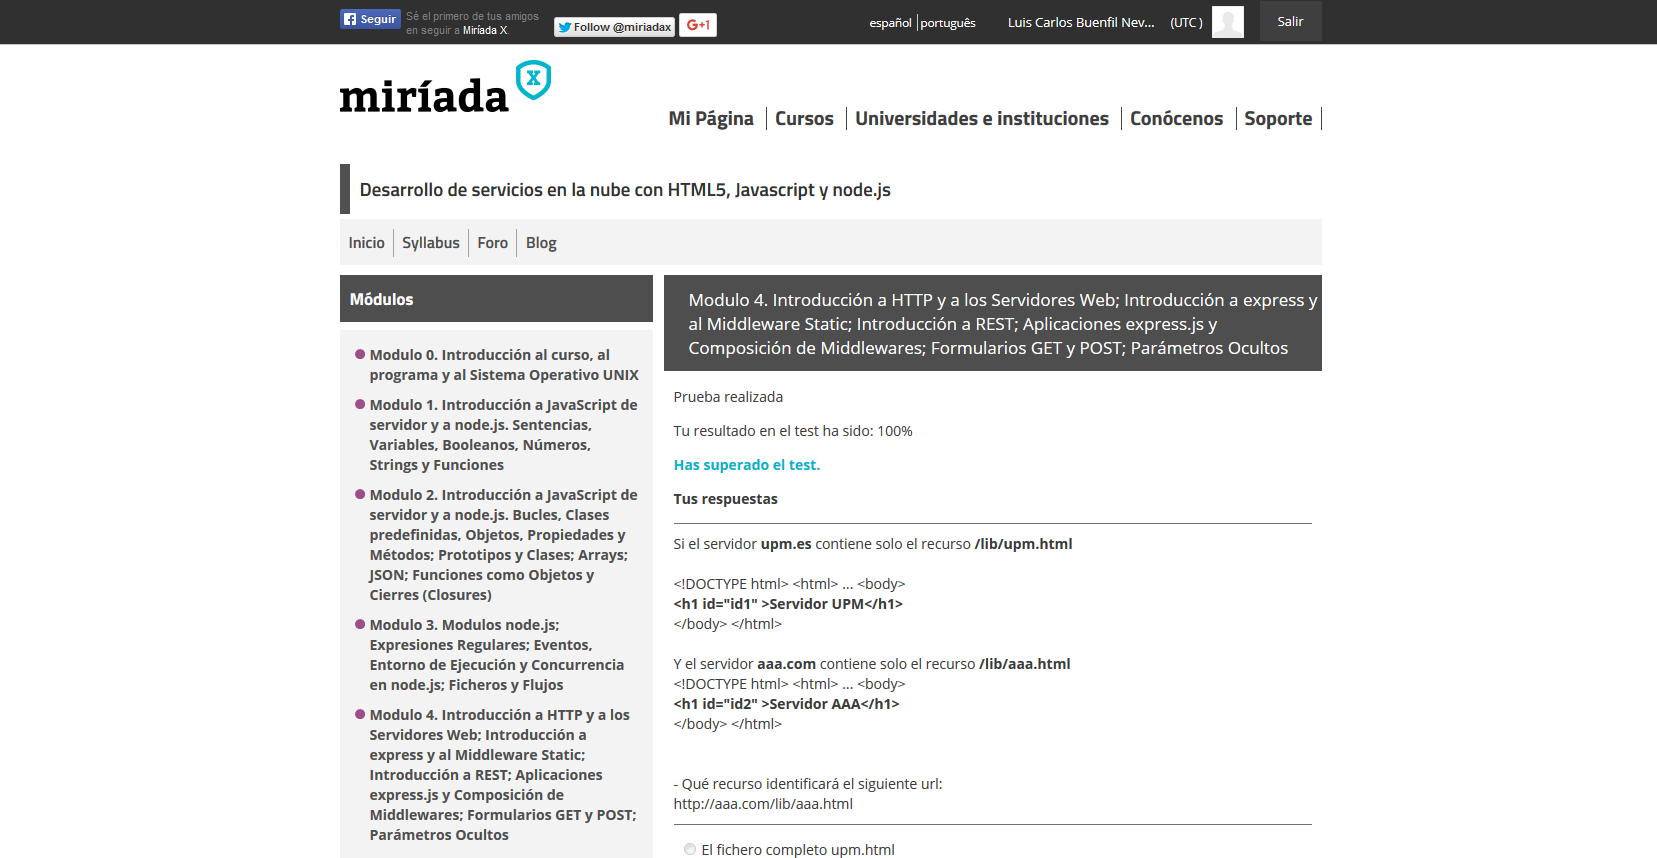 Seguir
Sé el primero de tus amigos
en seguir a Miríada X.
Follow @miriadax
G+1
español
português
Luis Carlos Buenfil Nev...
(UTC )
Salir
miríada x
Mi Página
Cursos
Universidades e instituciones
Conócenos
Soporte
Desarrollo de servicios en la nube con HTML5, Javascript y node.js
Inicio
Syllabus
Foro
Blog
Módulos
Modulo 0. Introducción al curso, al
programa y al Sistema Operativo UNIX
Modulo 1. Introducción a JavaScript de
servidor y a node.js. Sentencias,
Variables, Booleanos, Números,
Strings y Funciones
Modulo 2. Introducción a JavaScript de
servidor y a node.js. Bucles, Clases
predefinidas, Objetos, Propiedades y
Métodos; Prototipos y Clases; Arrays;
JSON; Funciones como Objetos y
Cierres (Closures)
Modulo 3. Modulos node.js;
Expresiones Regulares; Eventos,
Entorno de Ejecución y Concurrencia
en node.js; Ficheros y Flujos
Modulo 4. Introducción a HTTP y a los
Servidores Web; Introducción a
express y al Middleware Static;
Introducción a REST; Aplicaciones
express.js y Composición de
Middlewares; Formularios GET y POST;
Parámetros Ocultos
Modulo 4. Introducción a HTTP y a los Servidores Web; Introducción a express y
al Middleware Static; Introducción a REST; Aplicaciones express.js y
Composición de Middlewares; Formularios GET y POST; Parámetros Ocultos
Prueba realizada
Tu resultado en el test ha sido: 100%
Has superado el test.
Tus respuestas
Si el servidor upm.es contiene solo el recurso /lib/upm.html
<!DOCTYPE html> <html> ... <body>
<h1 id="id1" >Servidor UPM</h1>
</body> </html>
Y el servidor aaa.com contiene solo el recurso /lib/aaa.html
<!DOCTYPE html> <html> ... <body>
<h1 id="id2" >Servidor AAA</h1>
</body> </html>
- Qué recurso identificará el siguiente url:
http://aaa.com/lib/aaa.html
El fichero completo upm.html